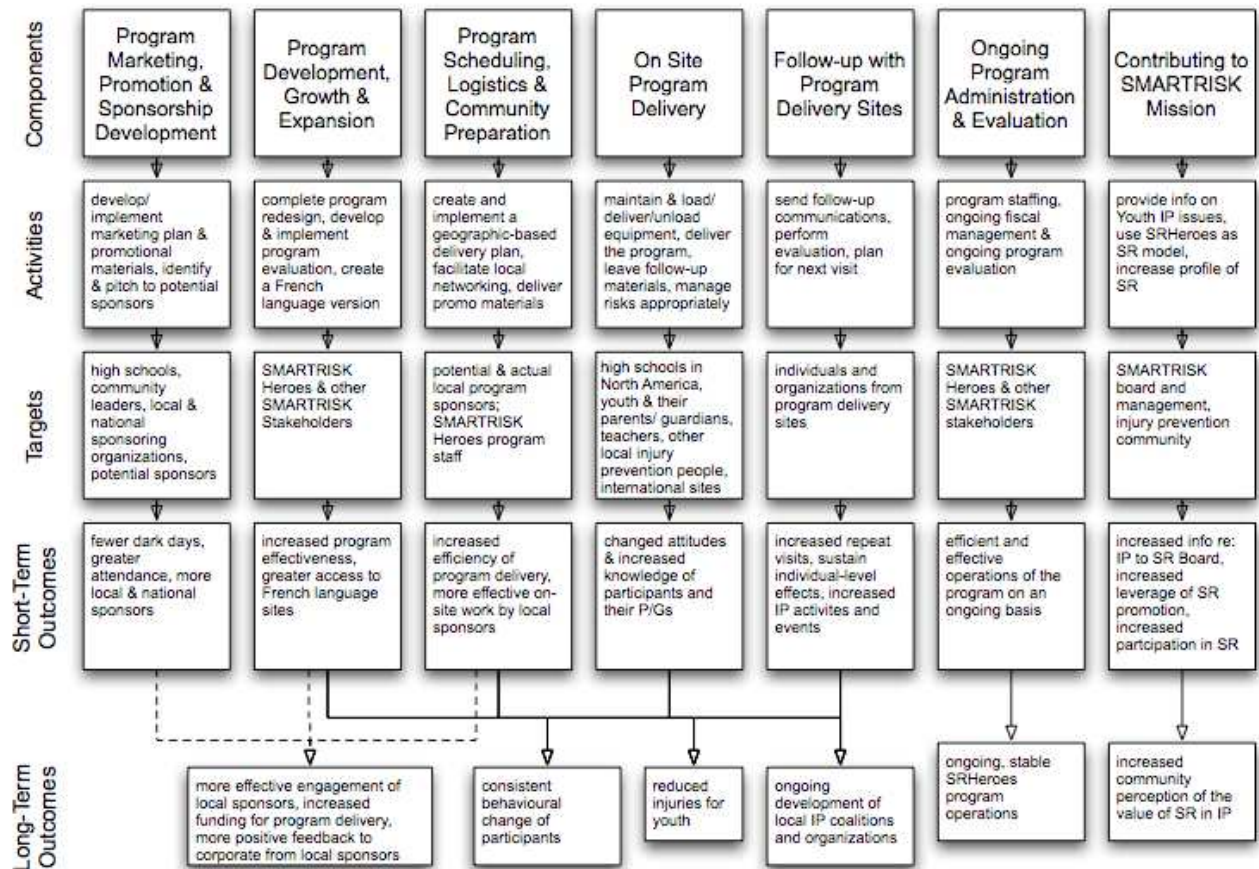 Components
Program
Marketing,
Promotion &
Sponsorship
Development
Program
Development,
Growth &
Expansion
Program
Scheduling,
Logistics &
Community
Preparation
On Site
Program
Delivery
Follow-up with
Program
Delivery Sites
Ongoing
Program
Administration
& Evaluation
Contributing to
SMARTRISK
Mission
Activities
develop/
implement
marketing plan &
promotional
materials, identify
& pitch to potential
sponsors
complete program
redesign, develop
& implement
program
evaluation, create
a French
language version
create and
implement a
geographic-based
delivery plan,
facilitate local
networking, deliver
promo materials
maintain & load/
deliver/unload
equipment, deliver
the program,
leave follow-up
materials, manage
risks appropriately
send follow-up
communications,
perform
evaluation, plan
for next visit
program staffing,
ongoing fiscal
management &
ongoing program
evaluation
provide info on
Youth IP issues,
use SRHeroes as
SR model,
increase profile of
SR
Targets
high schools,
community
leaders, local &
national
sponsoring
organizations,
potential sponsors
SMARTRISK
Heroes & other
SMARTRISK
Stakeholders
potential & actual
local program
sponsors;
SMARTRISK
Heroes program
staff
high schools in
North America,
youth & their
parents/ guardians,
teachers, other
local injury
prevention people,
international sites
individuals and
organizations from
program delivery
sites
SMARTRISK
Heroes & other
SMARTRISK
stakeholders
SMARTRISK
board and
management,
injury prevention
community
Short-Term
Outcomes
fewer dark days,
greater
attendance, more
local & national
sponsors
increased program
effectiveness,
greater access to
French language
sites
increased
efficiency of
program delivery,
more effective on-
site work by local
sponsors
changed attitudes
& increased
knowledge of
participants and
their P/Gs
increased repeat
visits, sustain
individual-level
effects, increased
IP activites and
events
efficient and
effective
operations of the
program on an
ongoing basis
increased info re:
IP to SR Board,
increased
leverage of SR
promotion,
increased
partcipation in SR
Long-Term
Outcomes
more effective engagement of
local sponsors, increased
funding for program delivery,
more positive feedback to
corporate from local sponsors
consistent
behavioural
change of
participants
reduced
injuries for
youth
ongoing
development of
local IP coalitions
and organizations
ongoing, stable
SRHeroes
program
operations
increased
community
perception of the
value of SR in IP